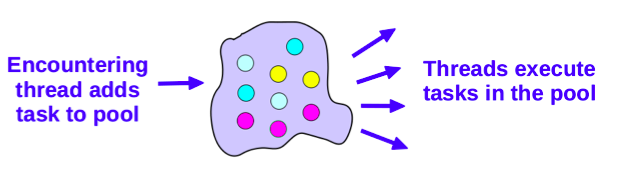 Encountering
thread adds
task to pool
Threads execute
tasks in the pool